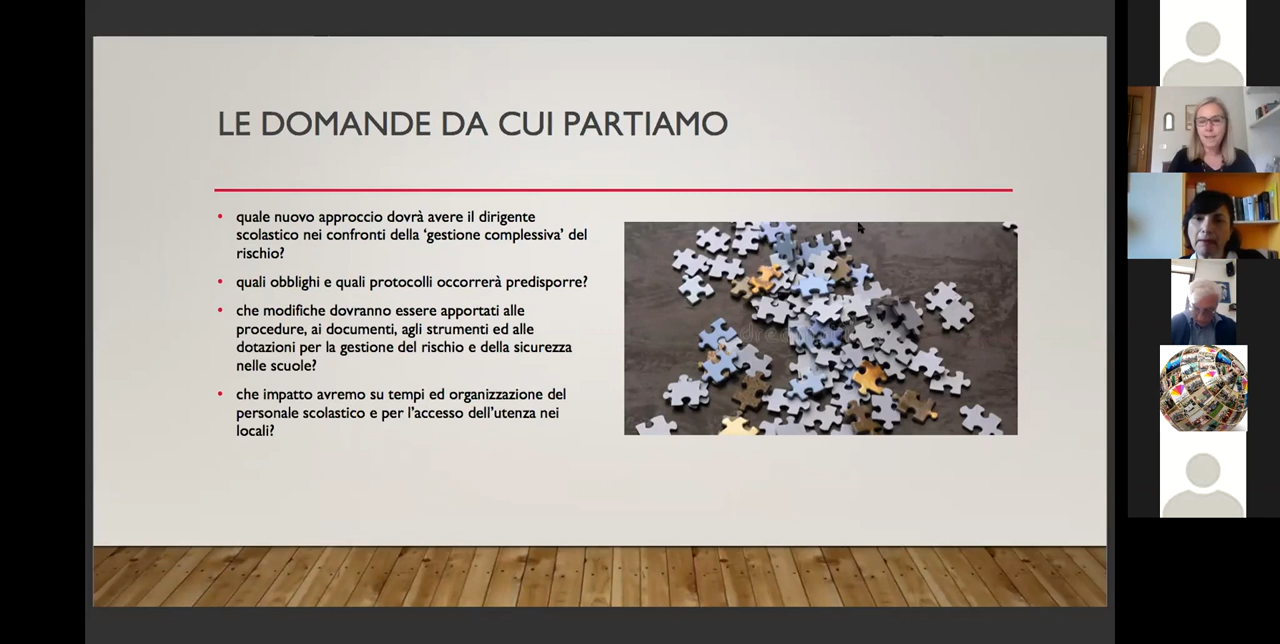 LE DOMANDE DA CUI PARTIAMO
• quale nuovo approccio dovrà avere il dirigente
scolastico nei confronti della ‘gestione complessiva’ del
rischio?
• quali obblighi e quali protocolli occorrerà predisporre?
• che modifiche dovranno essere apportati alle
procedure, ai documenti, agli strumenti ed alle
dotazioni per la gestione del rischio e della sicurezza
nelle scuole?
• che impatto avremo su tempi ed organizzazione del
personale scolastico e per l’accesso dell’utenza nei
locali?